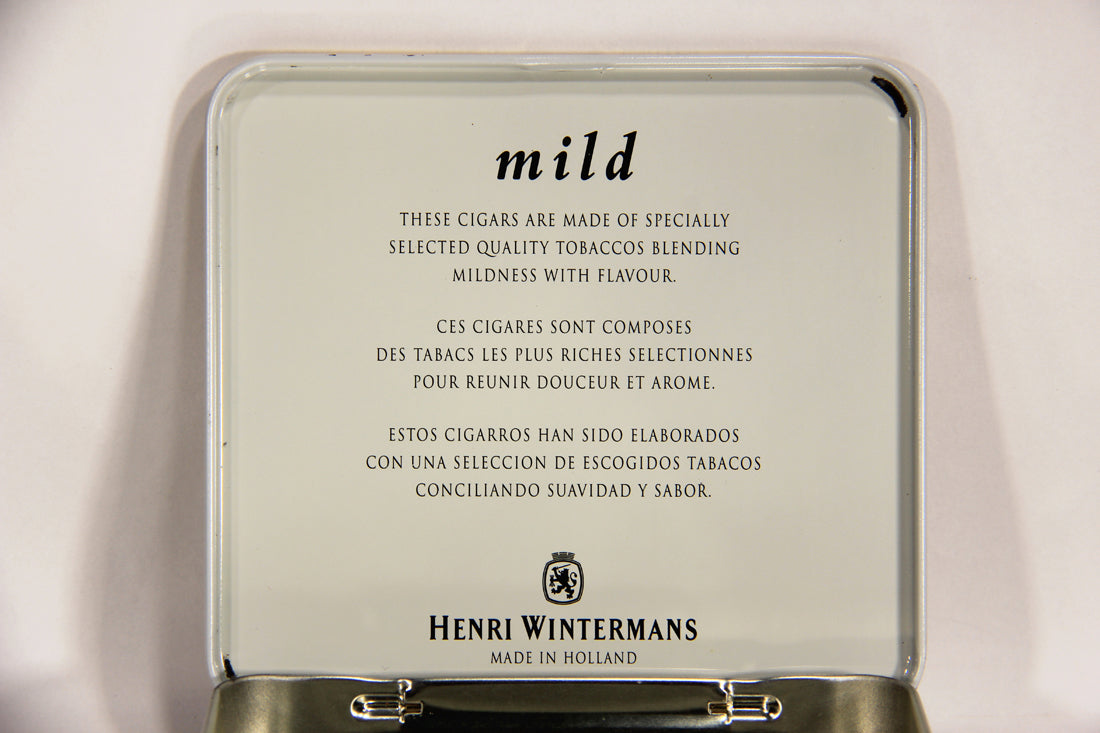 mild
THESE CIGARS ARE MADE OF SPECIALLY
SELECTED QUALITY TOBACCOS BLENDING
MILDNESS WITH FLAVOUR.
CES CIGARES SONT COMPOSES
DES TABACS LES PLUS RICHES SELECTIONNES
POUR REUNIR DOUCEUR ET AROME.
ESTOS CIGARROS HAN SIDO ELABORADOS
CON UNA SELECCION DE ESCOGIDOS TABACOS
CONCILIANDO SUAVIDAD Y SABOR.
HENRI WINTERMANS
MADE IN HOLLAND